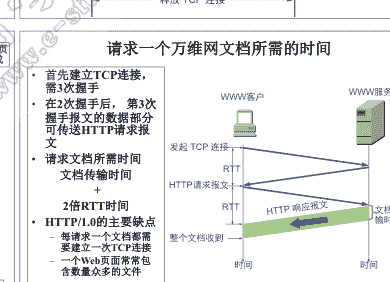 释放 TCP 连接
请求一个万维网文档所需的时间
• 首先建立TCP连接，
需3次握手
• 在2次握手后， 第3次
握手报文的数据部分
可传送HTTP请求报
文
• 请求文档所需时间
文档传输时间
+
2倍RTT时间
• HTTP/1.0的主要缺点
– 每请求一个文档都需
要建立一次TCP连接
– 一个Web页面常常包
含数量众多的文件
WWW客户
WWW服务
发起 TCP 连接
RTT
HTTP请求报文
RTT
HTTP 响应报文
文档
输时
整个文档收到
时间
时间